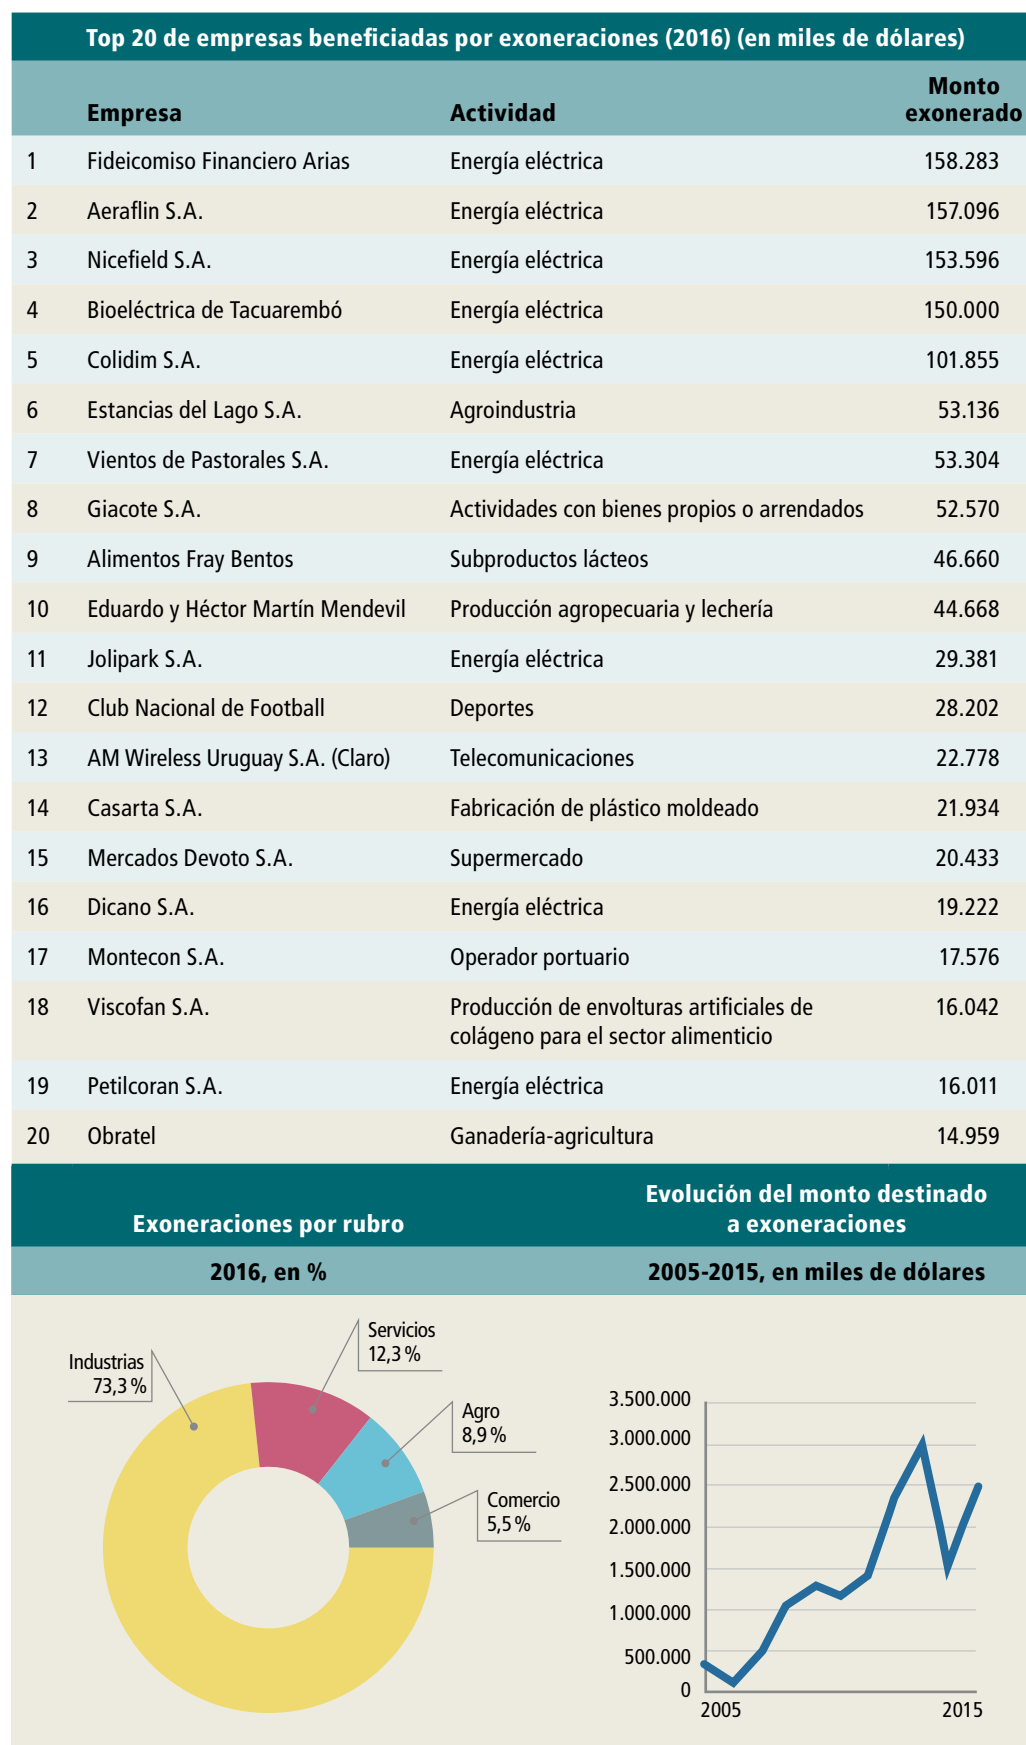 Top 20 de empresas beneficiadas por exoneraciones (2016) (en miles de dólares)
Empresa Actividad Monto exonerado
1 Fideicomiso Financiero Arias Energía eléctrica 158.283
2 Aeraflin S.A. Energía eléctrica 157.096
3 Nicefield S.A. Energía eléctrica 153.596
4 Bioeléctrica de Tacuarembó Energía eléctrica 150.000
5 Colidim S.A. Energía eléctrica 101.855
6 Estancias del Lago S.A. Agroindustria 53.136
7 Vientos de Pastorales S.A. Energía eléctrica 53.304
8 Giacote S.A. Actividades con bienes propios o arrendados 52.570
9 Alimentos Fray Bentos Subproductos lácteos 46.660
10 Eduardo y Héctor Martín Mendevil Producción agropecuaria y lechería 44.668
11 Jolipark S.A. Energía eléctrica 29.381
12 Club Nacional de Football Deportes 28.202
13 AM Wireless Uruguay S.A. (Claro) Telecomunicaciones 22.778
14 Casarta S.A. Fabricación de plástico moldeado 21.934
15 Mercados Devoto S.A. Supermercado 20.433
16 Dicano S.A. Energía eléctrica 19.222
17 Montecon S.A. Operador portuario 17.576
18 Viscofan S.A. Producción de envolturas artificiales de 16.042
colágeno para el sector alimenticio
19 Petilcoran S.A. Energía eléctrica 16.011
20 Obratel Ganadería-agricultura 14.959
Exoneraciones por rubro
2016, en %
Industrias
73,3 %
Servicios
12,3 %
Agro
8,9 %
Comercio
5,5 %
Evolución del monto destinado
a exoneraciones
2005-2015, en miles de dólares
3.500.000
3.000.000
2.500.000
2.000.000
1.500.000
1.000.000
500.000
0
2005 2015